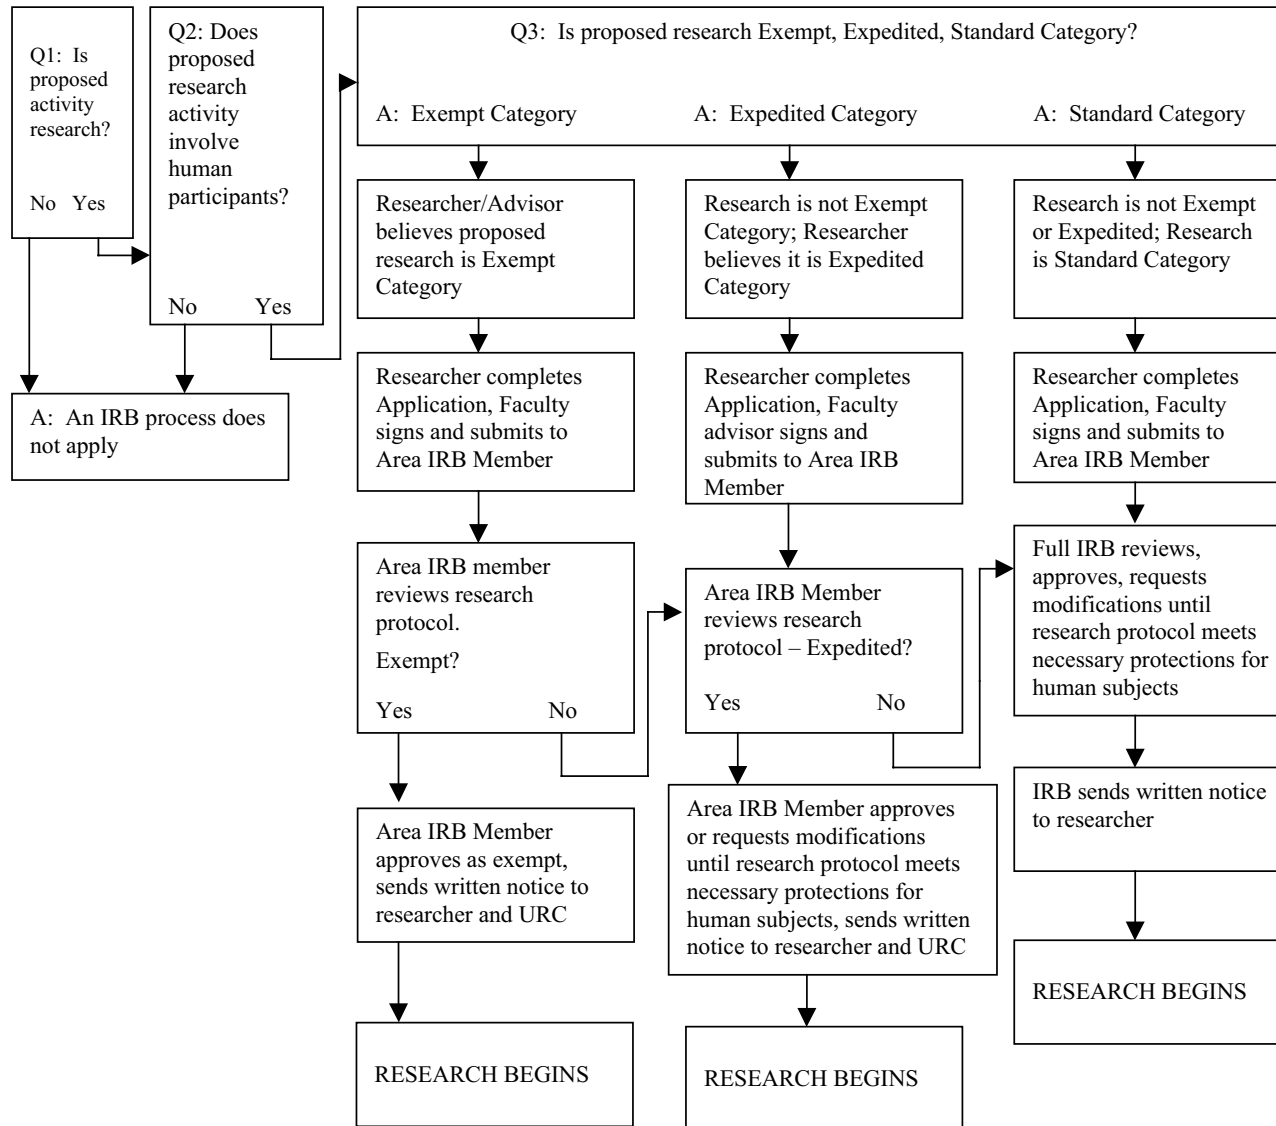 Q1: Is
proposed
activity
research?
No Yes
Q2: Does
proposed
research
activity
involve
human
participants?
No Yes
A: An IRB process does
not apply
Q3: Is proposed research Exempt, Expedited, Standard Category?
A: Exempt Category
A: Expedited Category
A: Standard Category
Researcher/Advisor
believes proposed
research is Exempt
Category
Research is not Exempt
Category; Researcher
believes it is Expedited
Category
Research is not Exempt
or Expedited; Research
is Standard Category
Researcher completes
Application, Faculty
signs and submits to
Area IRB Member
Researcher completes
Application, Faculty
advisor signs and
submits to Area IRB
Member
Researcher completes
Application, Faculty
signs and submits to
Area IRB Member
Area IRB member
reviews research
protocol.
Exempt?
Yes No
Area IRB Member
reviews research
protocol – Expedited?
Yes No
Full IRB reviews,
approves, requests
modifications until
research protocol meets
necessary protections for
human subjects
Area IRB Member
approves as exempt,
sends written notice to
researcher and URC
Area IRB Member approves
or requests modifications
until research protocol meets
necessary protections for
human subjects, sends written
notice to researcher and URC
IRB sends written notice
to researcher
RESEARCH BEGINS
RESEARCH BEGINS
RESEARCH BEGINS